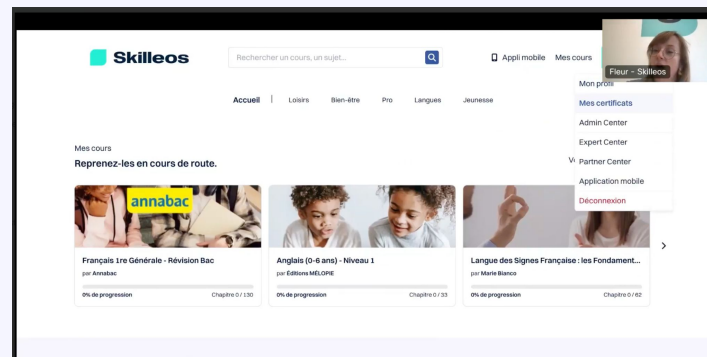 Skilleos
Rechercher un cours, un sujet...
Appli mobile
Mes cours
Fleur - Skilleos
Accueil
Loisirs
Bien-être
Pro
Langues
Jeunesse
Mon profil
Mes certificats
Admin Center
Expert Center
Partner Center
Application mobile
Déconnexion
Mes cours
Reprenez-les en cours de route.
annabac
Français 1re Générale - Révision Bac
par Annabac
0% de progression
Chapitre 0 / 130
Anglais (0-6 ans) - Niveau 1
par Éditions MÉLOPIE
0% de progression
Chapitre 0 / 33
Langue des Signes Française : les Fondament...
par Marie Bianco
0% de progression
Chapitre 0 / 62